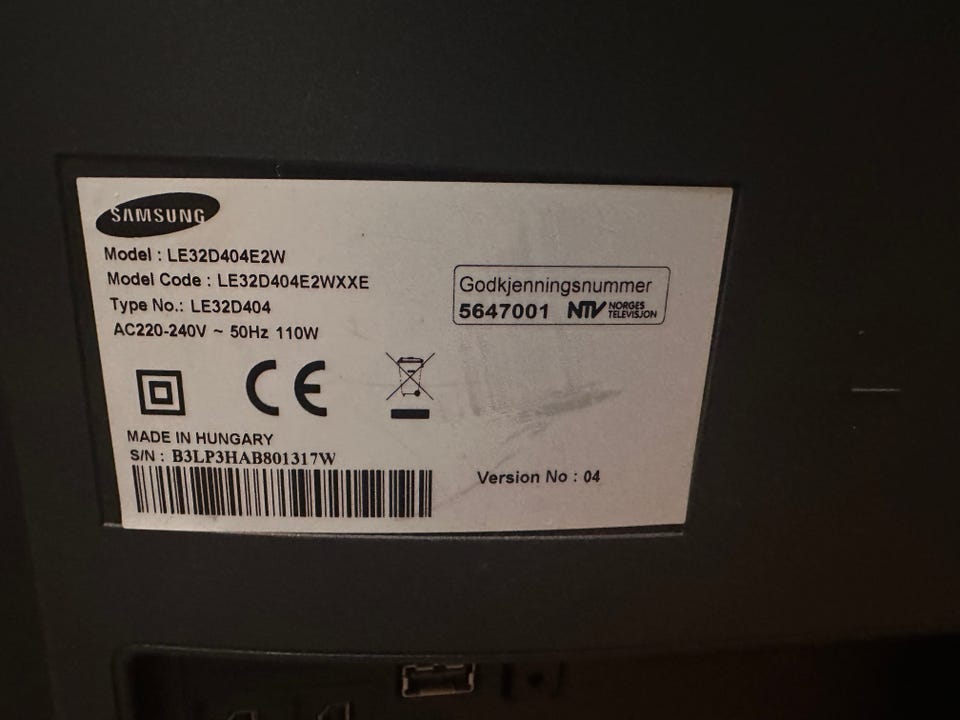 SAMSUNG
Model : LE32D404E2W
Model Code : LE32D404E2WXXE
Type No.: LE32D404
AC220-240V ~ 50Hz 110W
Godkjenningsnummer
5647001 NTV NORGES TELEVISJON
CE
MADE IN HUNGARY
S/N : B3LP3HAB801317W
Version No : 04